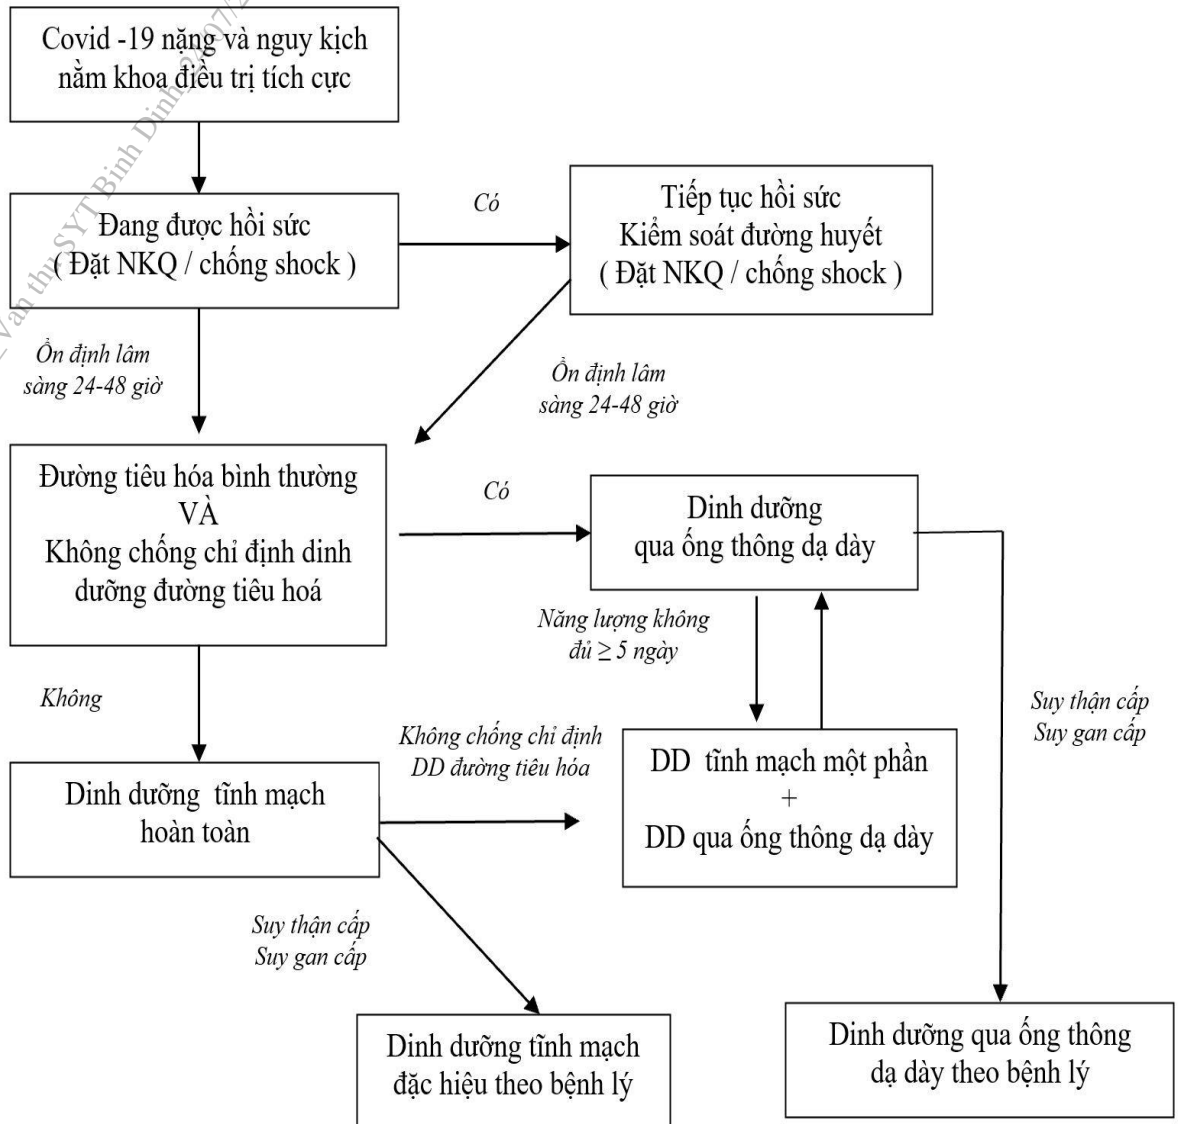 Covid -19 nặng và nguy kịch
nằm khoa điều trị tích cực
Đang được hồi sức
( Đặt NKQ / chống shock )
Có
Tiếp tục hồi sức
Kiểm soát đường huyết
( Đặt NKQ / chống shock )
Ổn định lâm
sàng 24-48 giờ
Ổn định lâm
sàng 24-48 giờ
Đường tiêu hóa bình thường
VÀ
Không chống chỉ định dinh
dưỡng đường tiêu hoá
Có
Dinh dưỡng
qua ống thông dạ dày
Năng lượng không
đủ ≥ 5 ngày
Không
Suy thận cấp
Suy gan cấp
Không chống chỉ định
DD đường tiêu hóa
Dinh dưỡng tĩnh mạch
hoàn toàn
DD tĩnh mạch một phần
+
DD qua ống thông dạ dày
Suy thận cấp
Suy gan cấp
Dinh dưỡng tĩnh mạch
đặc hiệu theo bệnh lý
Dinh dưỡng qua ống thông
dạ dày theo bệnh lý
Van thu SYT Binh Dinh